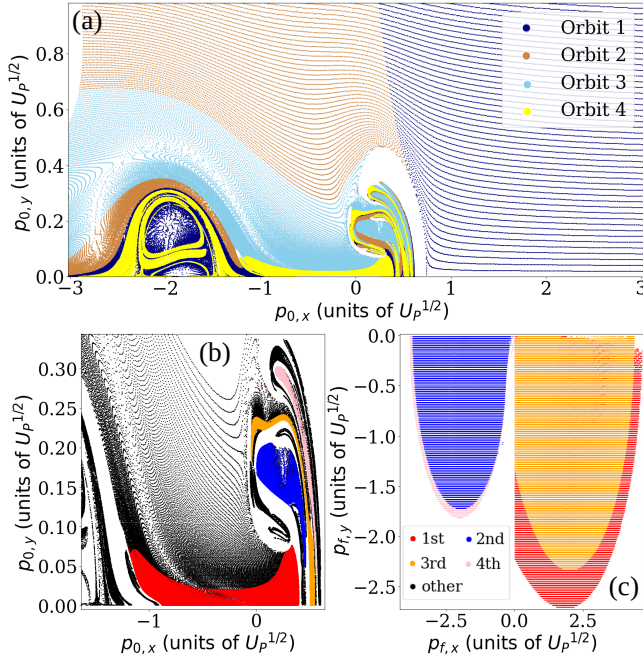 (a)
Orbit 1
Orbit 2
Orbit 3
Orbit 4
p0, y (units of UP1/2)
0.8
0.6
0.4
0.2
0.0
−3 −2 −1 0 1 2 3
p0, x (units of UP1/2)
(b)
p0, y (units of UP1/2)
0.30
0.25
0.20
0.15
0.10
0.05
0.00
−1 0
p0, x (units of UP1/2)
pf, y (units of UP1/2)
0.0
−0.5
−1.0
−1.5
−2.0
−2.5
1st 2nd
3rd 4th
other
(c)
−2.5 0.0 2.5
pf, x (units of UP1/2)